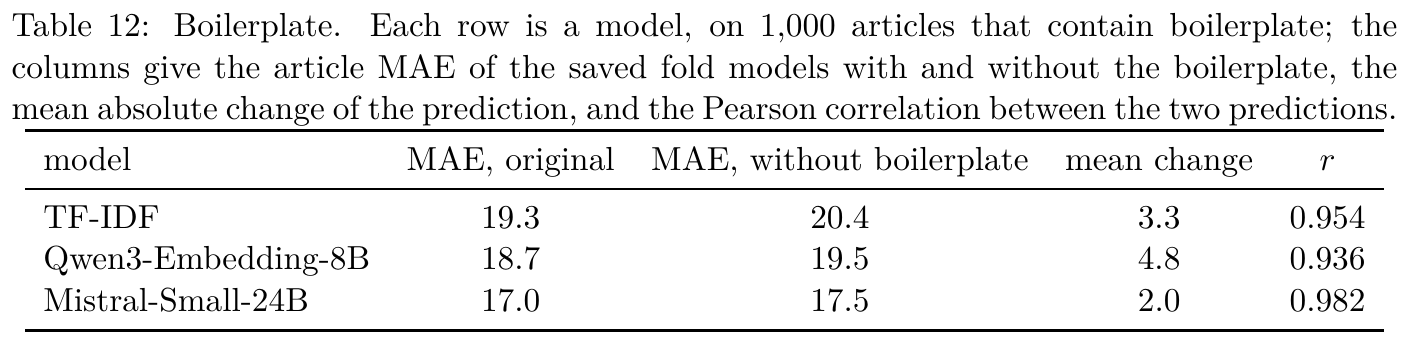 Table 12: Boilerplate. Each row is a model, on 1,000 articles that contain boilerplate; the
columns give the article MAE of the saved fold models with and without the boilerplate, the
mean absolute change of the prediction, and the Pearson correlation between the two predictions.
model MAE, original MAE, without boilerplate mean change r
TF-IDF 19.3 20.4 3.3 0.954
Qwen3-Embedding-8B 18.7 19.5 4.8 0.936
Mistral-Small-24B 17.0 17.5 2.0 0.982